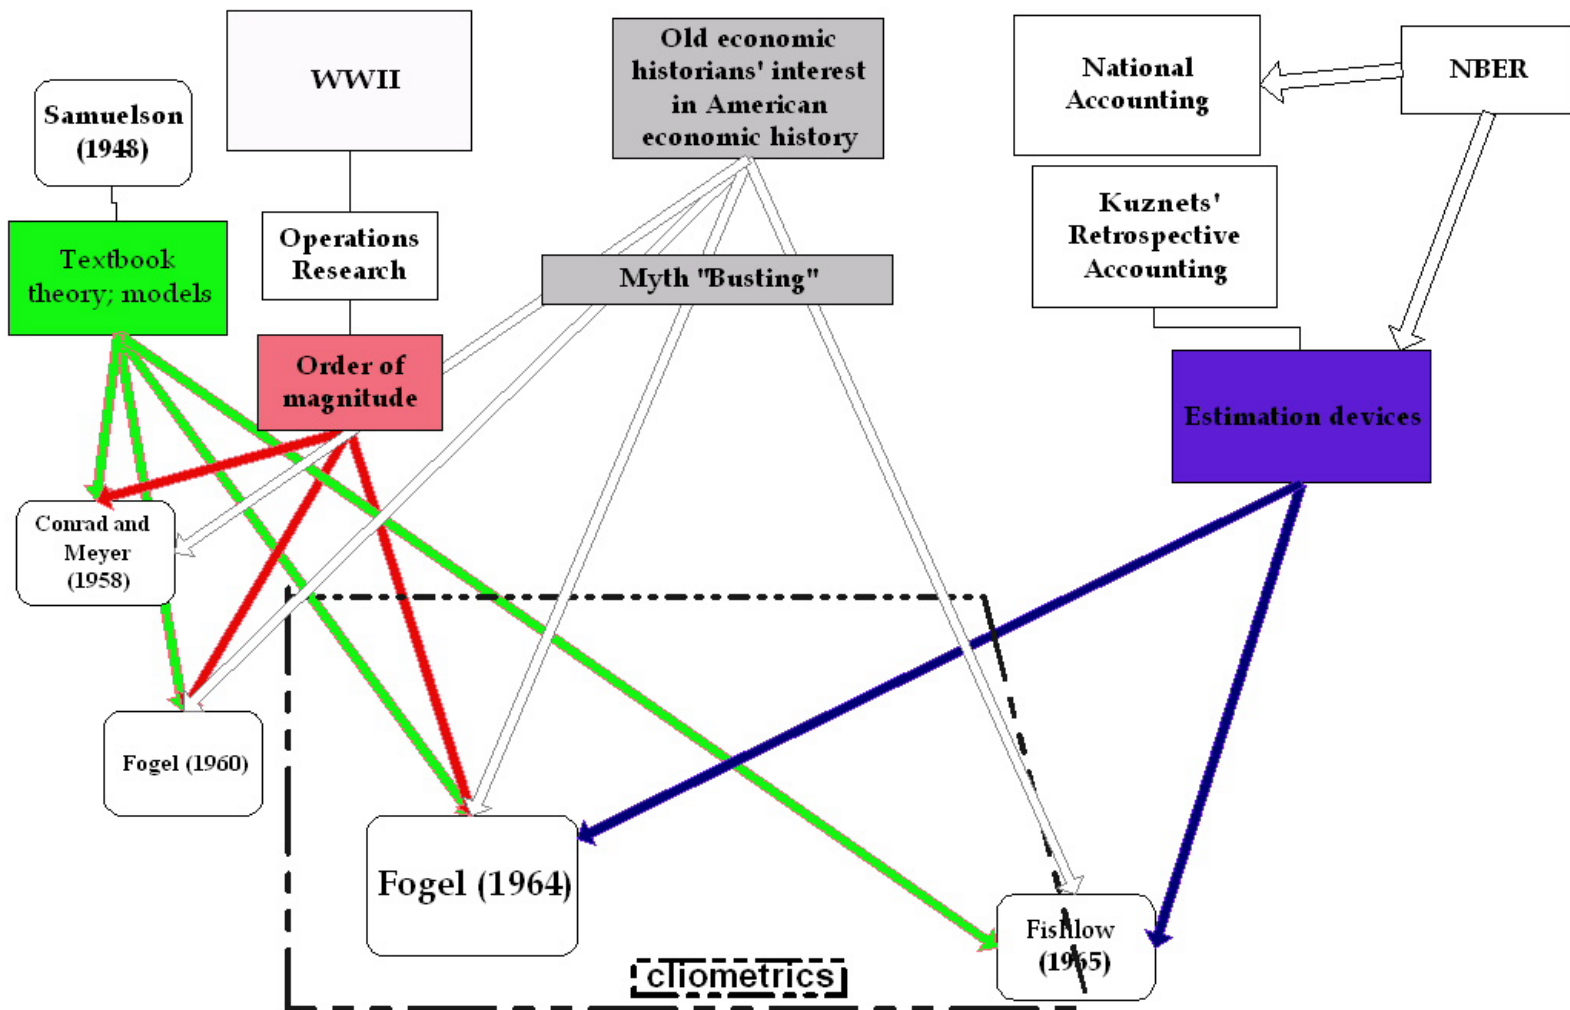 WWII
Old economic
historians' interest
in American
economic history
National
Accounting
NBER
Samuelson
(1948)
Textbook
theory; models
Operations
Research
Myth "Busting"
Kuznets'
Retrospective
Accounting
Order of
magnitude
Estimation devices
Conrad and
Meyer
(1958)
Fogel (1960)
Fogel (1964)
Fishlow
(1965)
cliometrics